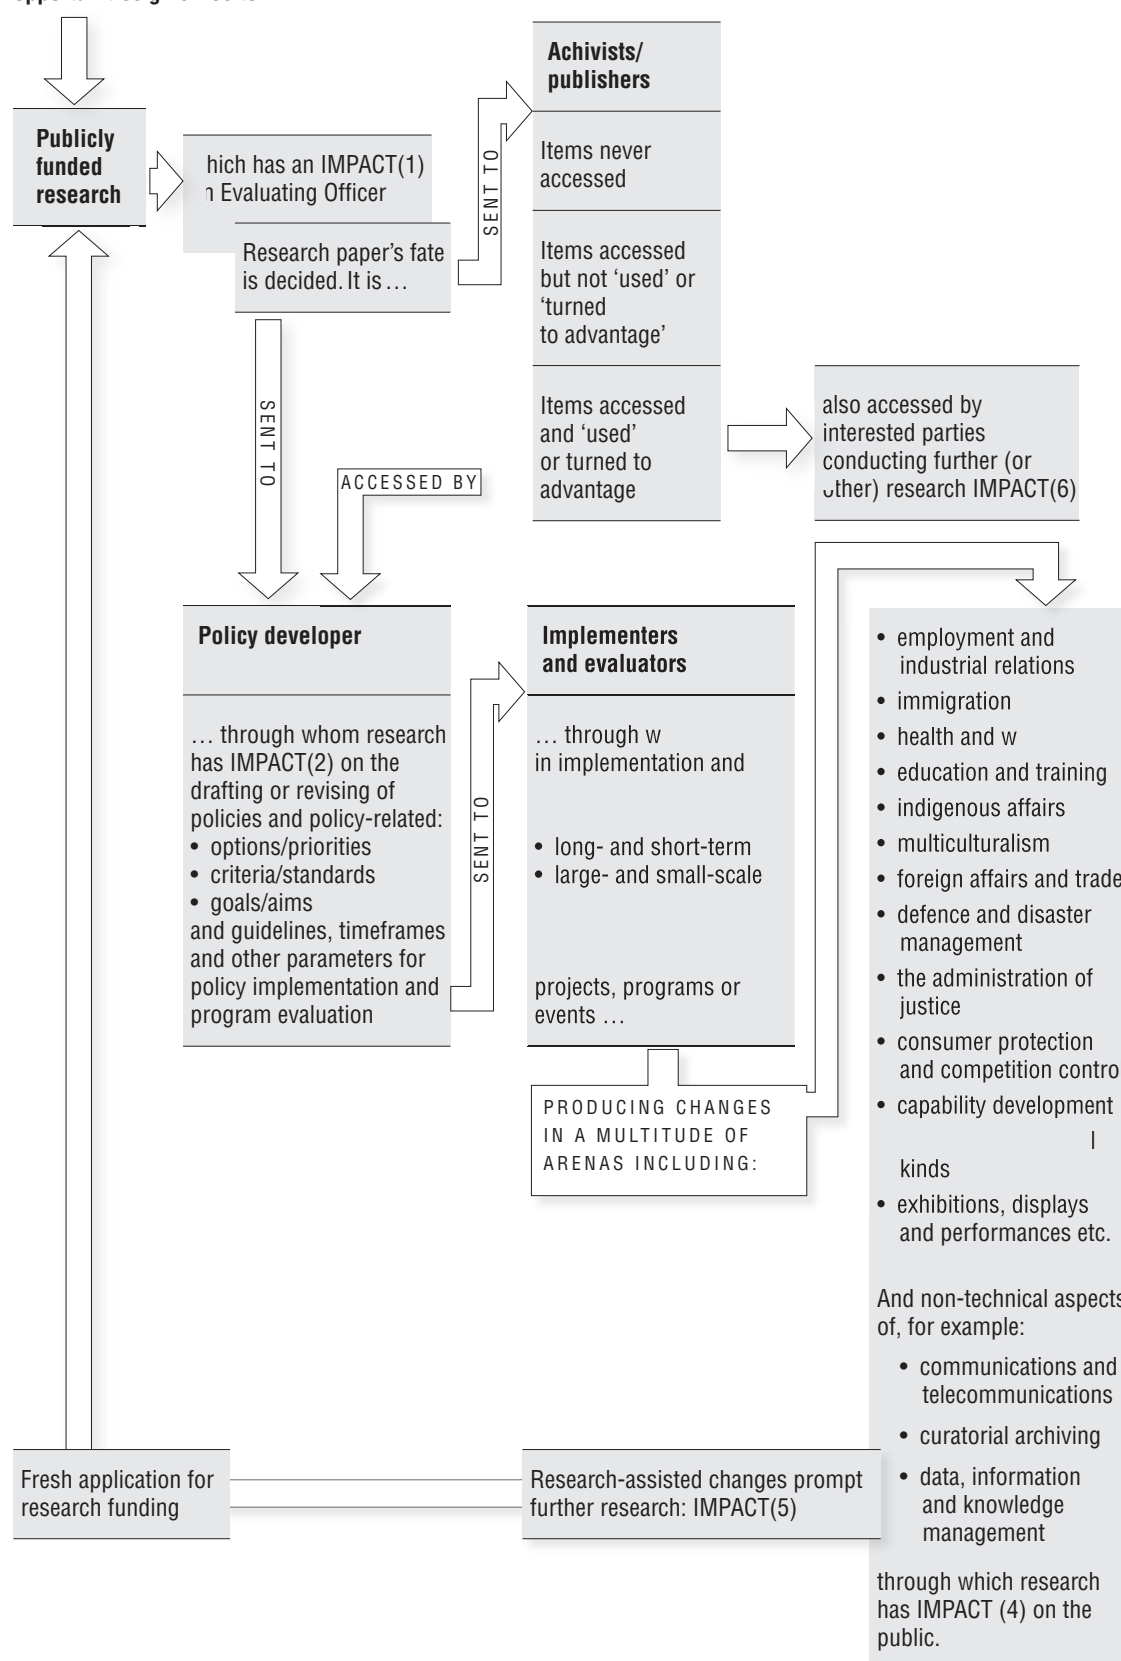 Publicly
funded
research
hich has an IMPACT(1)
n Evaluating Officer
Research paper’s fate
is decided. It is …
SENT TO
Achivists/
publishers
Items never
accessed
Items accessed
but not ‘used’ or
‘turned
to advantage’
Items accessed
and ‘used’
or turned to
advantage
also accessed by
interested parties
conducting further (or
other) research IMPACT(6)
SENT TO
ACCESSED BY
Policy developer
… through whom research
has IMPACT(2) on the
drafting or revising of
policies and policy-related:
• options/priorities
• criteria/standards
• goals/aims
and guidelines, timeframes
and other parameters for
policy implementation and
program evaluation
SENT TO
Implementers
and evaluators
… through w
in implementation and
• long- and short-term
• large- and small-scale
projects, programs or
events …
PRODUCING CHANGES
IN A MULTITUDE OF
ARENAS INCLUDING:
• employment and
industrial relations
• immigration
• health and w
• education and training
• indigenous affairs
• multiculturalism
• foreign affairs and trade
• defence and disaster
management
• the administration of
justice
• consumer protection
and competition contro
• capability development
l
kinds
• exhibitions, displays
and performances etc.
And non-technical aspects
of, for example:
• communications and
telecommunications
• curatorial archiving
• data, information
and knowledge
management
through which research
has IMPACT (4) on the
public.
Research-assisted changes prompt
further research: IMPACT(5)
Fresh application for
research funding